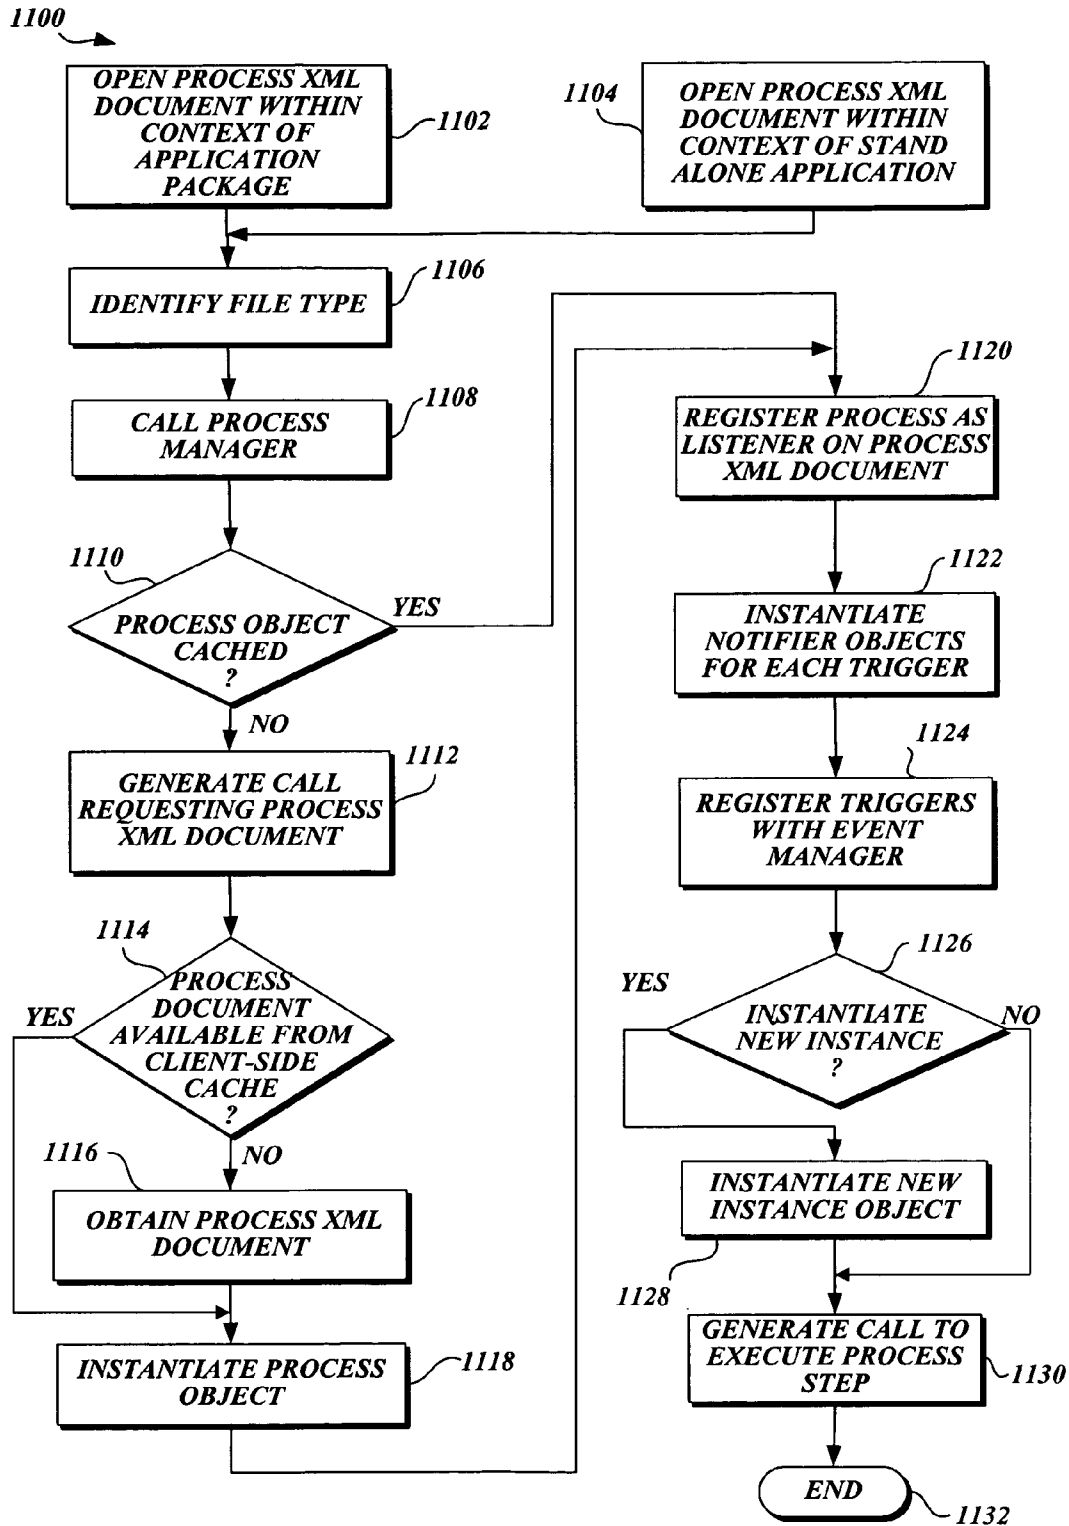 1100
OPEN PROCESS XML
DOCUMENT WITHIN
CONTEXT OF
APPLICATION
PACKAGE
1102
1104
OPEN PROCESS XML
DOCUMENT WITHIN
CONTEXT OF STAND
ALONE APPLICATION
IDENTIFY FILE TYPE
1106
CALL PROCESS
MANAGER
1108
1110
PROCESS OBJECT
CACHED
?
YES
NO
GENERATE CALL
REQUESTING PROCESS
XML DOCUMENT
1112
1114
PROCESS
DOCUMENT
AVAILABLE FROM
CLIENT-SIDE
CACHE
?
YES
NO
1116
OBTAIN PROCESS XML
DOCUMENT
INSTANTIATE PROCESS
OBJECT
1118
1120
REGISTER PROCESS AS
LISTENER ON PROCESS
XML DOCUMENT
1122
INSTANTIATE
NOTIFIER OBJECTS
FOR EACH TRIGGER
1124
REGISTER TRIGGERS
WITH EVENT
MANAGER
1126
YES
INSTANTIATE
NEW INSTANCE
?
NO
INSTANTIATE NEW
INSTANCE OBJECT
1128
GENERATE CALL TO
EXECUTE PROCESS
STEP
1130
END
1132